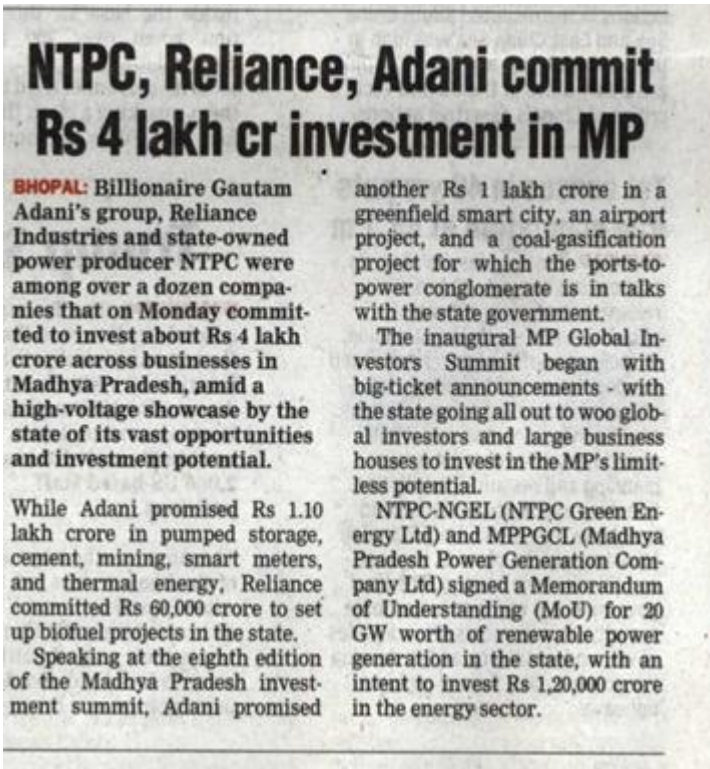 NTPC, Reliance, Adani commit
Rs 4 lakh cr investment in MP
BHOPAL: Billionaire Gautam
Adani's group, Reliance
Industries and state-owned
power producer NTPC were
among over a dozen compa-
nies that on Monday commit-
ted to invest about Rs 4 lakh
crore across businesses in
Madhya Pradesh, amid a
high-voltage showcase by the
state of its vast opportunities
and investment potential.
While Adani promised Rs 1.10
lakh crore in pumped storage,
cement, mining, smart meters,
and thermal energy, Reliance
committed Rs 60,000 crore to set
up biofuel projects in the state.
Speaking at the eighth edition
of the Madhya Pradesh invest-
ment summit, Adani promised
another Rs 1 lakh crore in a
greenfield smart city, an airport
project, and a coal-gasification
project for which the ports-to-
power conglomerate is in talks
with the state government.
The inaugural MP Global In-
vestors Summit began with
big-ticket announcements - with
the state going all out to woo glob-
al investors and large business
houses to invest in the MP's limit-
less potential.
NTPC-NGEL (NTPC Green En-
ergy Ltd) and MPPGCL (Madhya
Pradesh Power Generation Com-
pany Ltd) signed a Memorandum
of Understanding (MoU) for 20
GW worth of renewable power
generation in the state, with an
intent to invest Rs 1,20,000 crore
in the energy sector.